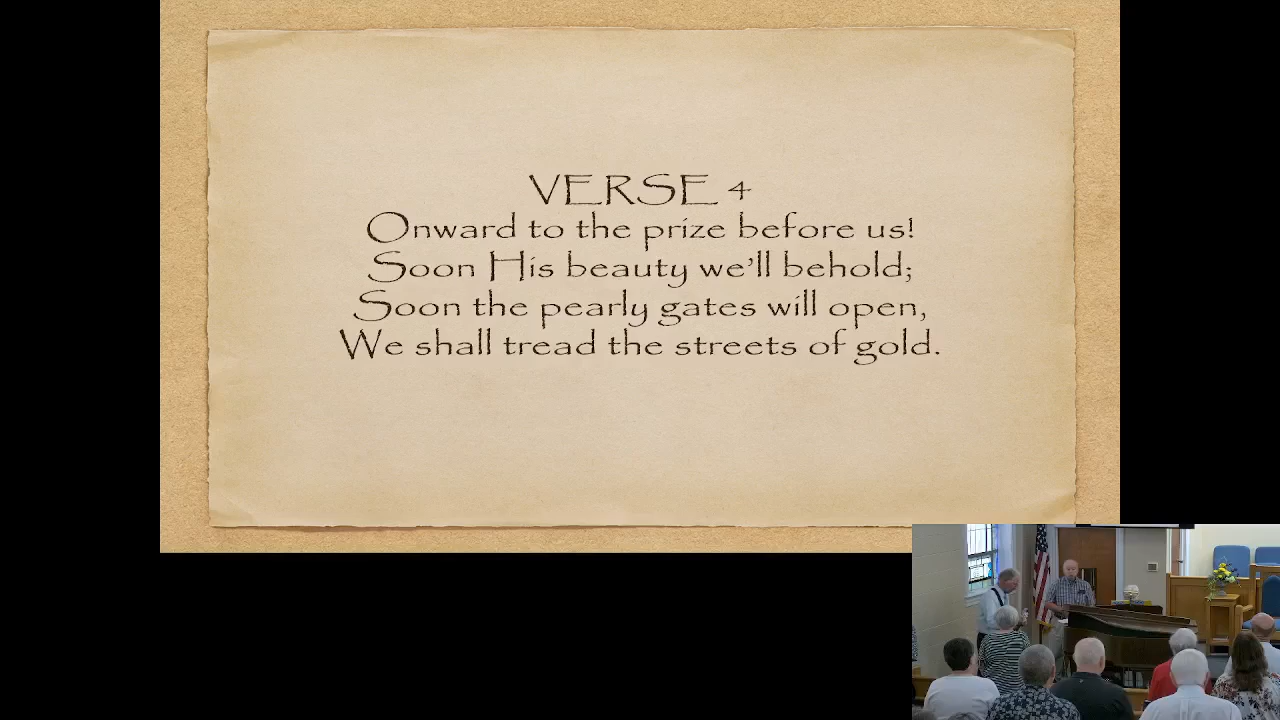 VERSE 4
Onward to the prize before us!
Soon His beauty we’ll behold;
Soon the pearly gates will open,
We shall tread the streets of gold.